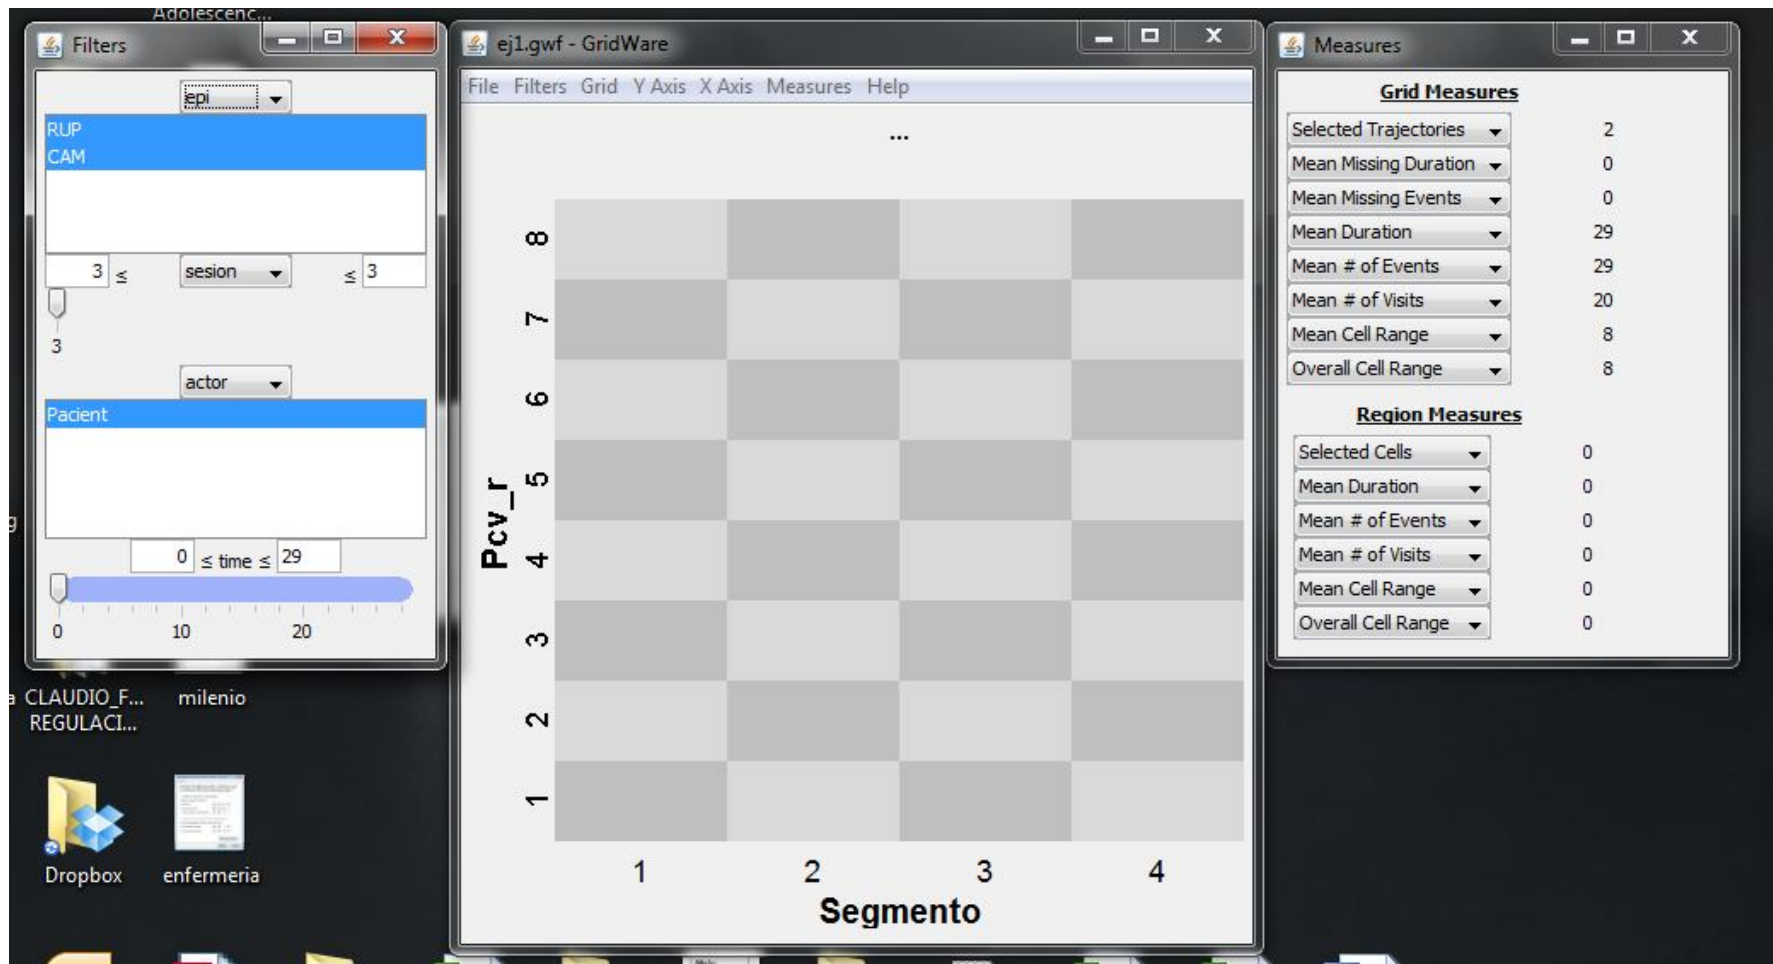 Adolescenc...
Filters
epi
RUP
CAM
3 ≤ sesion ≤ 3
3
actor
Pacient
0 ≤ time ≤ 29
0 10 20
ej1.gwf - GridWare
File Filters Grid Y Axis X Axis Measures Help
...
8
7
6
5
4
3
2
1
Pcv_r
1 2 3 4
Segmento
Measures
Grid Measures
Selected Trajectories 2
Mean Missing Duration 0
Mean Missing Events 0
Mean Duration 29
Mean # of Events 29
Mean # of Visits 20
Mean Cell Range 8
Overall Cell Range 8
Region Measures
Selected Cells 0
Mean Duration 0
Mean # of Events 0
Mean # of Visits 0
Mean Cell Range 0
Overall Cell Range 0
CLAUDIO_F...
REGULACI...
milenio
Dropbox
enfermeria